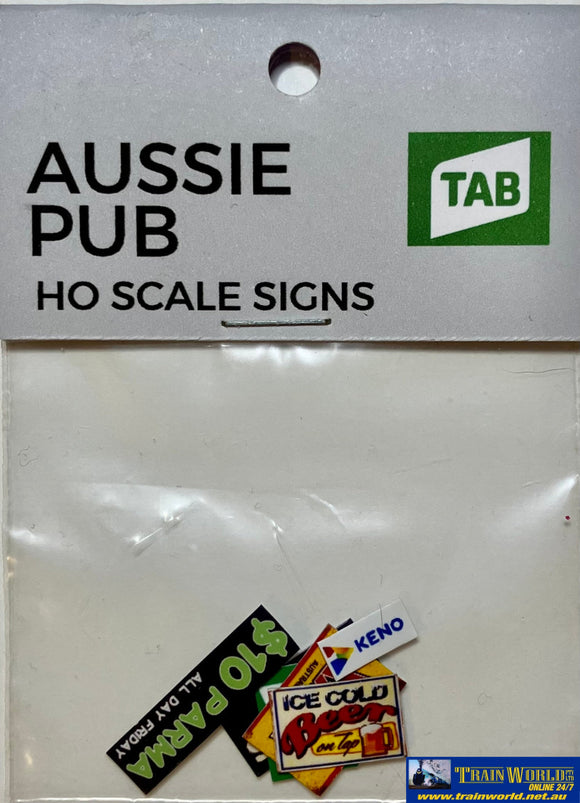 AUSSIE
PUB
TAB
HO SCALE SIGNS
$10 PARMA
ALL DAY FRIDAY
KENO
ICE COLD
Beer
on Tap
TRAIN WORLD
ONLINE 24/7
www.trainworld.net.au